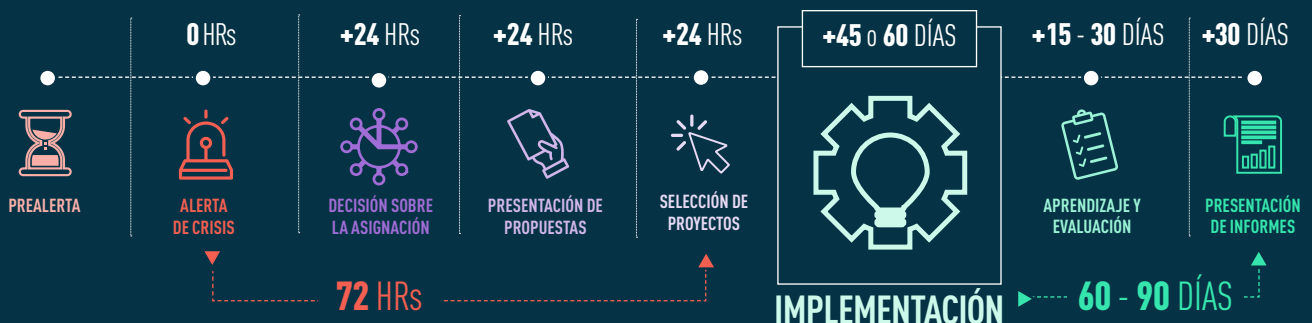 0 HRs
+24 HRs
+24 HRs
+24 HRs
+45 o 60 DÍAS
+15 - 30 DÍAS
+30 DÍAS
PREALERTA
ALERTA
DE CRISIS
DECISIÓN SOBRE
LA ASIGNACIÓN
PRESENTACIÓN DE
PROPUESTAS
SELECCIÓN DE
PROYECTOS
IMPLEMENTACIÓN
APRENDIZAJE Y
EVALUACIÓN
PRESENTACIÓN
DE INFORMES
72 HRs
60 - 90 DÍAS